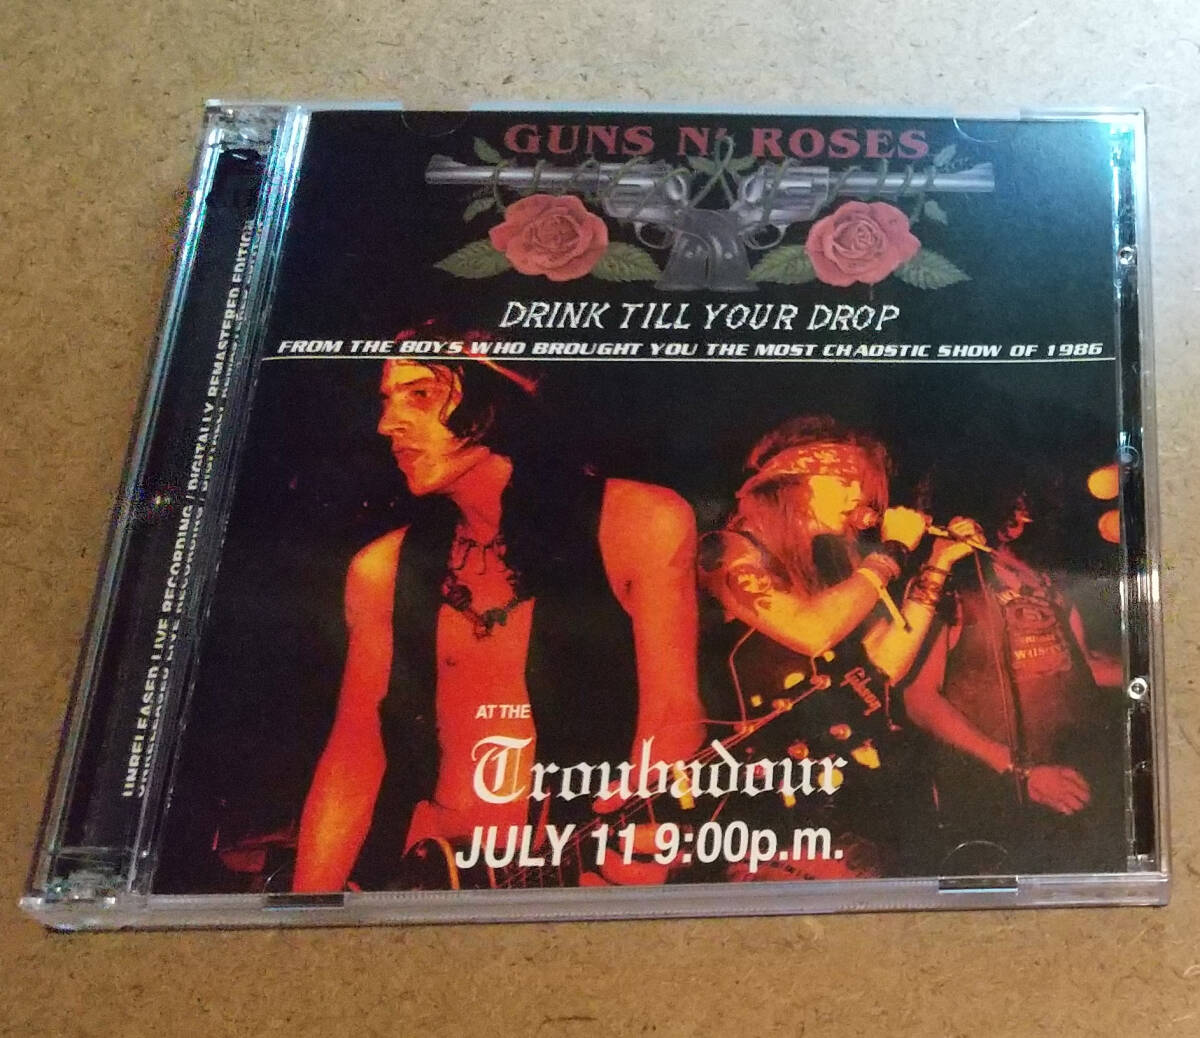 GUNS N' ROSES
DRINK TILL YOUR DROP
FROM THE BOYS WHO BROUGHT YOU THE MOST CHAOSTIC SHOW OF 1986
AT THE
Troubadour
JULY 11 9:00p.m.
UNRELEASED LIVE RECORDING / DIGITALLY REMASTERED EDITION
Gibson